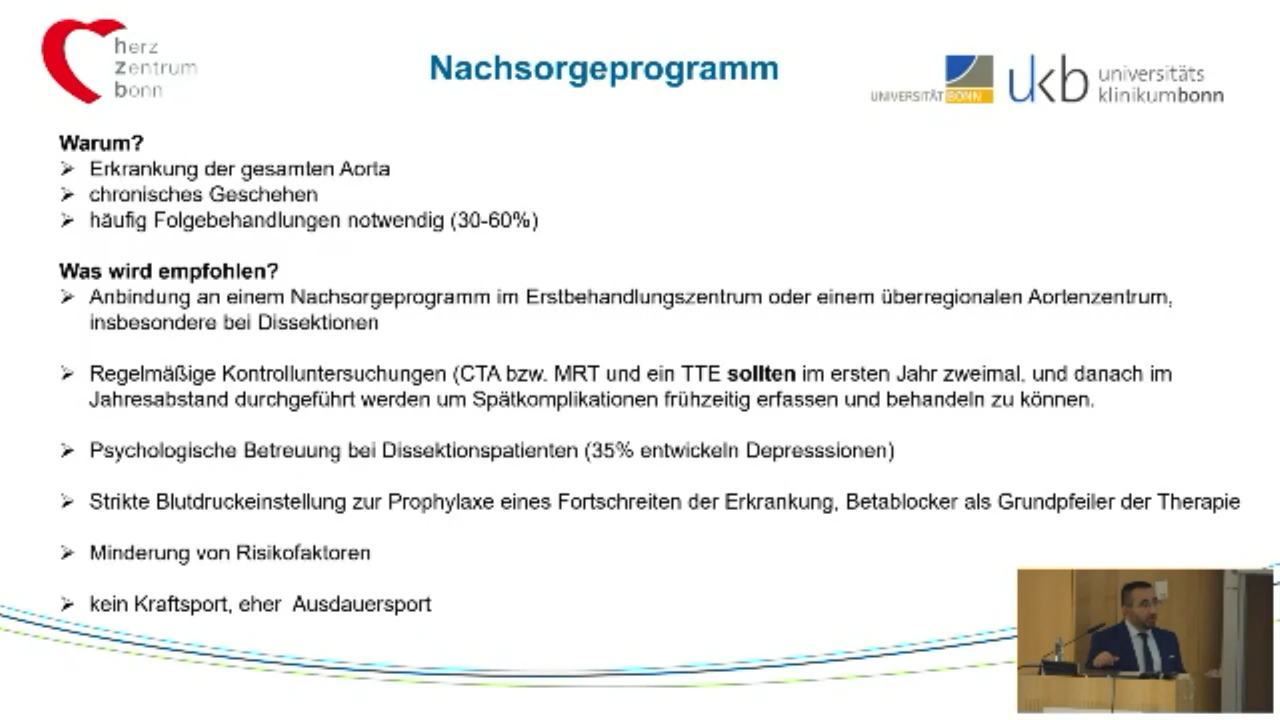 herz
zentrum
bonn
Nachsorgeprogramm
UNIVERSITÄT BONN
ukb universitäts
klinikumbonn
Warum?
➢ Erkrankung der gesamten Aorta
➢ chronisches Geschehen
➢ häufig Folgebehandlungen notwendig (30-60%)
Was wird empfohlen?
➢ Anbindung an einem Nachsorgeprogramm im Erstbehandlungszentrum oder einem überregionalen Aortenzentrum,
insbesondere bei Dissektionen
➢ Regelmäßige Kontrolluntersuchungen (CTA bzw. MRT und ein TTE sollten im ersten Jahr zweimal, und danach im
Jahresabstand durchgeführt werden um Spätkomplikationen frühzeitig erfassen und behandeln zu können.
➢ Psychologische Betreuung bei Dissektionspatienten (35% entwickeln Depresssionen)
➢ Strikte Blutdruckeinstellung zur Prophylaxe eines Fortschreiten der Erkrankung, Betablocker als Grundpfeiler der Therapie
➢ Minderung von Risikofaktoren
➢ kein Kraftsport, eher Ausdauersport